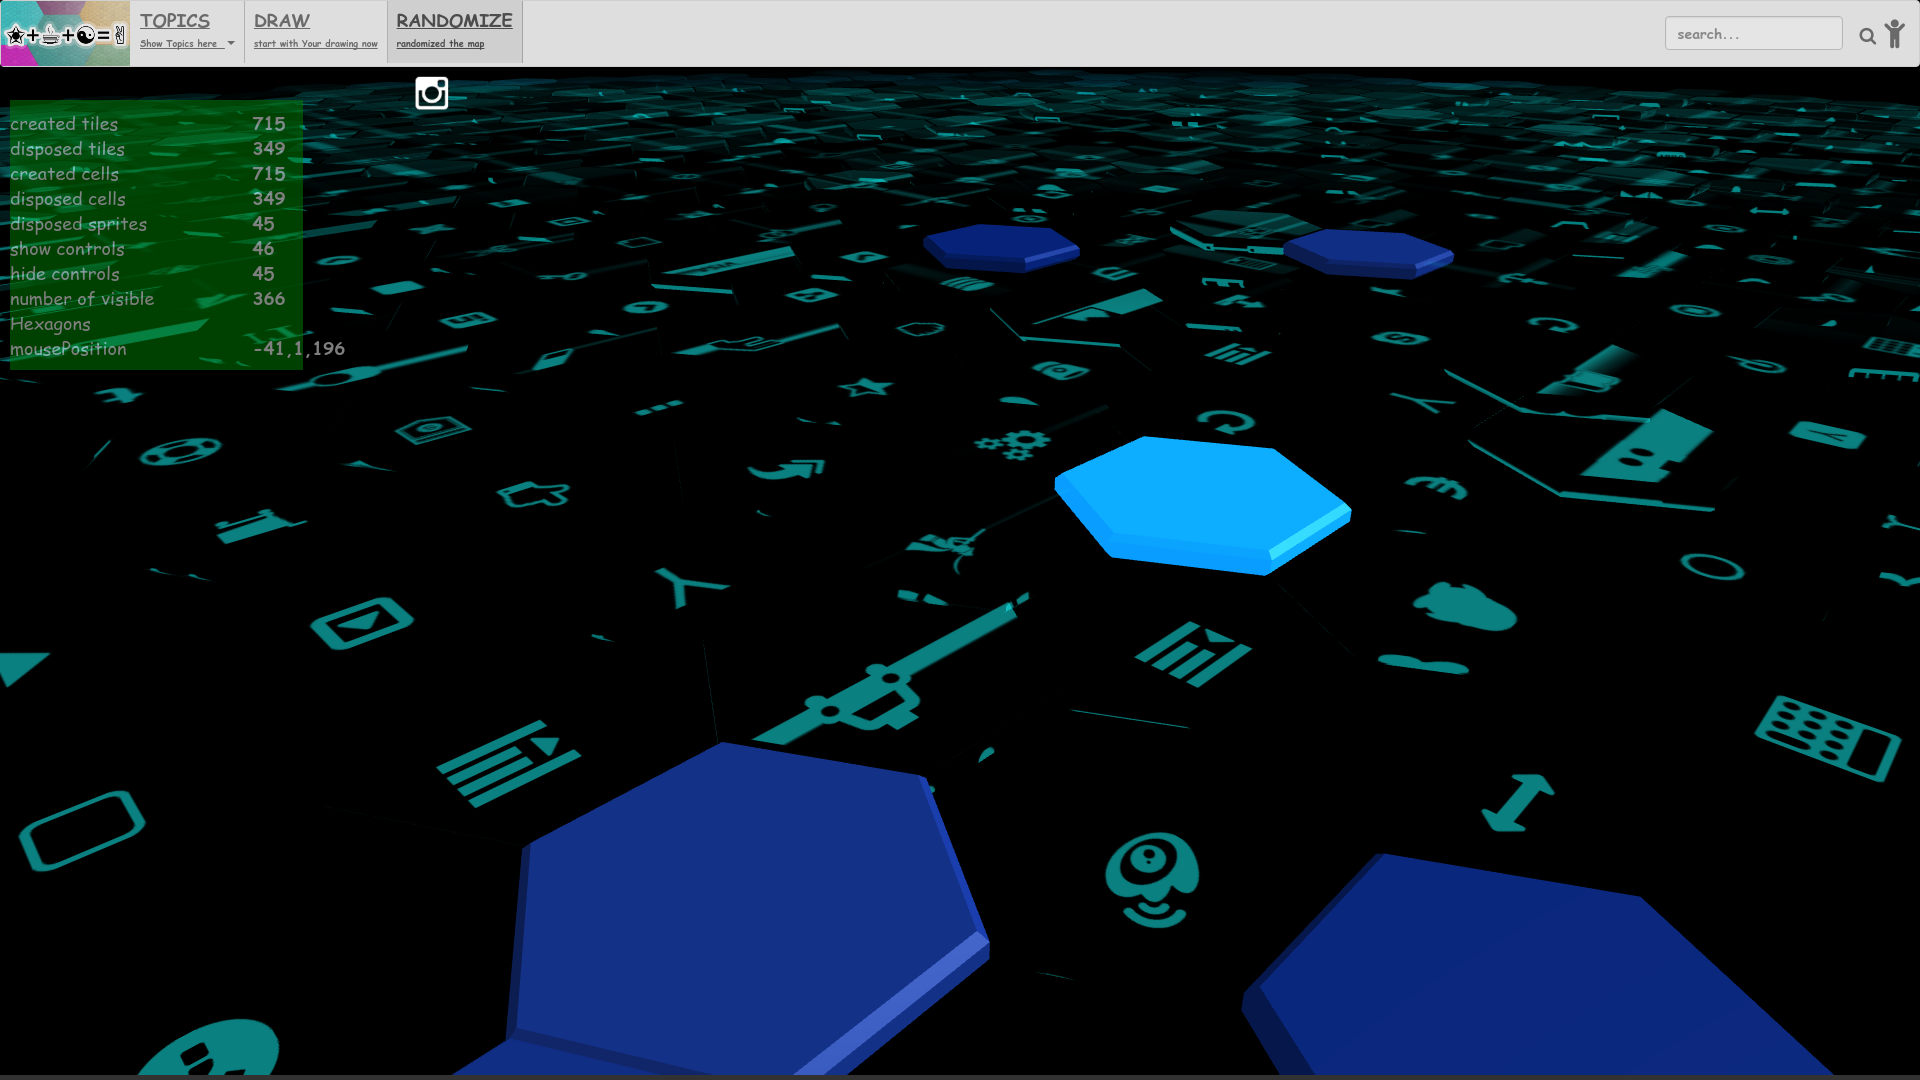 TOPICS
Show Topics here
DRAW
start with Your drawing now
RANDOMIZE
randomized the map
search...
created tiles 715
disposed tiles 349
created cells 715
disposed cells 349
disposed sprites 45
show controls 46
hide controls 45
number of visible 366
Hexagons
mousePosition -41,1,196